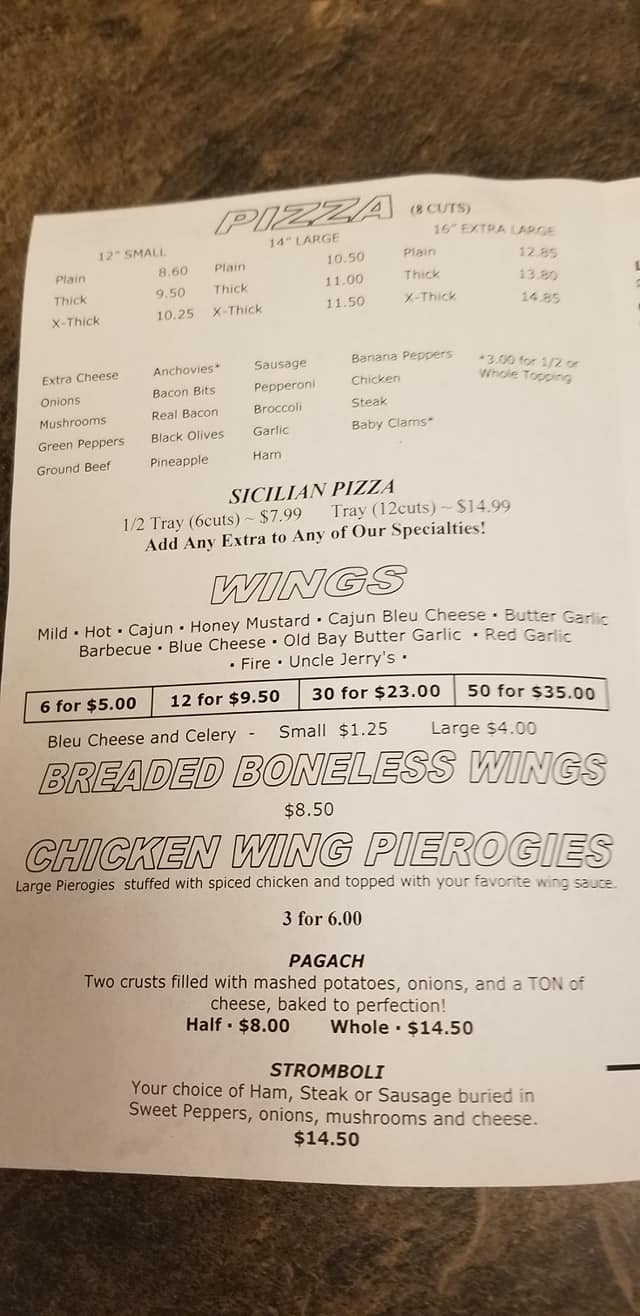 PIZZA (8 CUTS)
12" SMALL 14" LARGE 16" EXTRA LARGE
Plain 8.60 Plain 10.50 Plain 12.85
Thick 9.50 Thick 11.00 Thick 13.80
X-Thick 10.25 X-Thick 11.50 X-Thick 14.85
Extra Cheese Anchovies* Sausage Banana Peppers *3.00 for 1/2 or
Onions Bacon Bits Pepperoni Chicken Whole Topping
Mushrooms Real Bacon Broccoli Steak
Green Peppers Black Olives Garlic Baby Clams*
Ground Beef Pineapple Ham
SICILIAN PIZZA
1/2 Tray (6cuts) ~ $7.99 Tray (12cuts) ~ $14.99
Add Any Extra to Any of Our Specialties!
WINGS
Mild • Hot • Cajun • Honey Mustard • Cajun Bleu Cheese • Butter Garlic
Barbecue • Blue Cheese • Old Bay Butter Garlic • Red Garlic
• Fire • Uncle Jerry's •
6 for $5.00 12 for $9.50 30 for $23.00 50 for $35.00
Bleu Cheese and Celery - Small $1.25 Large $4.00
BREADED BONELESS WINGS
$8.50
CHICKEN WING PIEROGIES
Large Pierogies stuffed with spiced chicken and topped with your favorite wing sauce.
3 for 6.00
PAGACH
Two crusts filled with mashed potatoes, onions, and a TON of
cheese, baked to perfection!
Half • $8.00 Whole • $14.50
STROMBOLI
Your choice of Ham, Steak or Sausage buried in
Sweet Peppers, onions, mushrooms and cheese.
$14.50